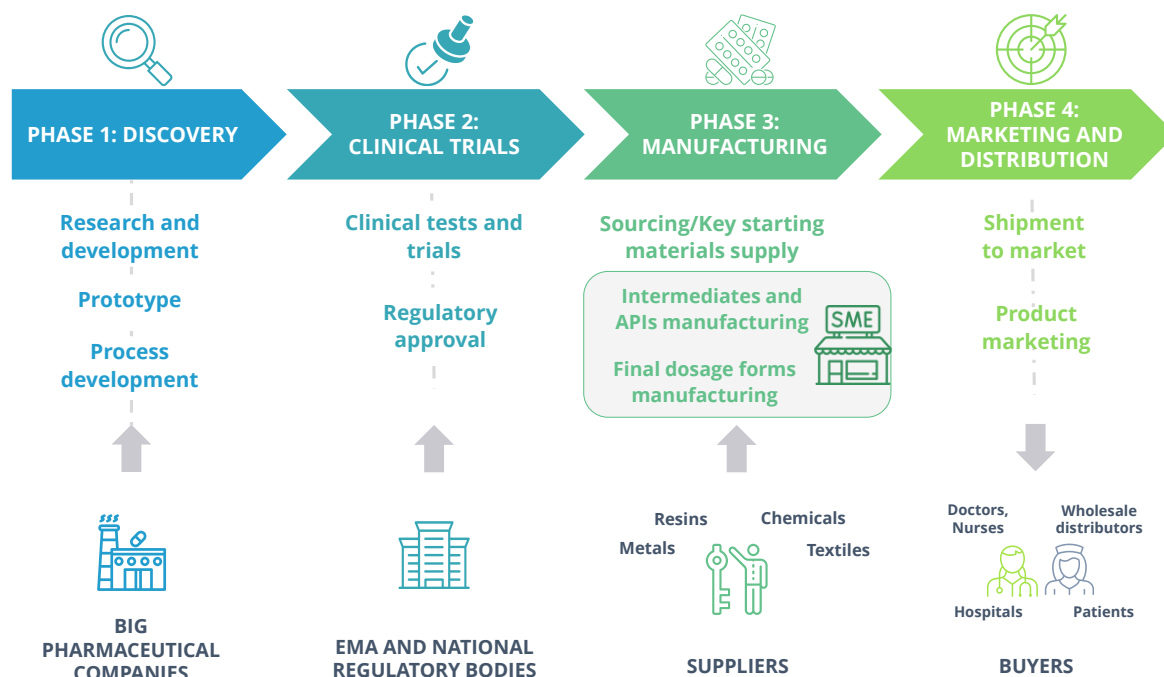 PHASE 1: DISCOVERY
PHASE 2:
CLINICAL TRIALS
PHASE 3:
MANUFACTURING
PHASE 4:
MARKETING AND
DISTRIBUTION
Research and
development
Prototype
Process
development
Clinical tests and
trials
Regulatory
approval
Sourcing/Key starting
materials supply
Intermediates and
APIs manufacturing
SME
Final dosage forms
manufacturing
Shipment
to market
Product
marketing
BIG
PHARMACEUTICAL
COMPANIES
EMA AND NATIONAL
REGULATORY BODIES
Resins
Chemicals
Metals
Textiles
SUPPLIERS
Doctors,
Nurses
Wholesale
distributors
Hospitals
Patients
BUYERS